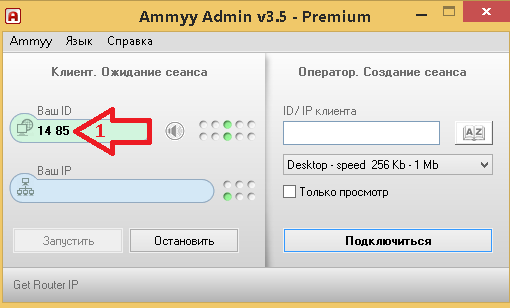 Ammyy Admin v3.5 - Premium
Ammyy Язык Справка
Клиент. Ожидание сеанса
Ваш ID
14 85
1
Ваш IP
Запустить Остановить
Оператор. Создание сеанса
ID/ IP клиента
AZ
Desktop - speed 256 Kb - 1 Mb
Только просмотр
Подключиться
Get Router IP